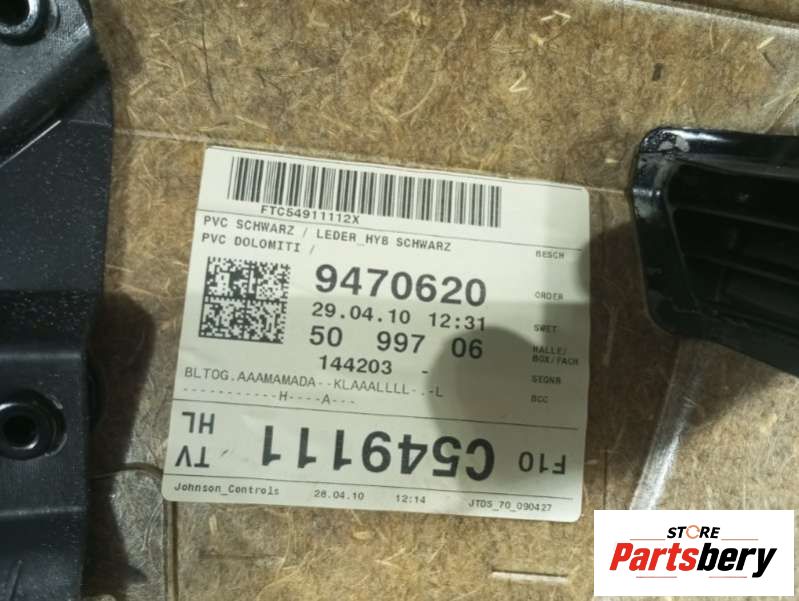 FTC54911112X
PVC SCHWARZ / LEDER_HYB SCHWARZ
PVC DOLOMITI /
BESCH
9470620
ORDER
29.04.10 12:31
SWET
50 997 06
HALLE/
BOX/FACH
144203 -
SEQNR
BLTOG.AAAMAMADA--KLAAALLLL--.-L
BCC
-----------H----A---
F10 C549111 TV
HL
Johnson_Controls 28.04.10 12:14 JTDS_70_090427
STORE
Partsbery